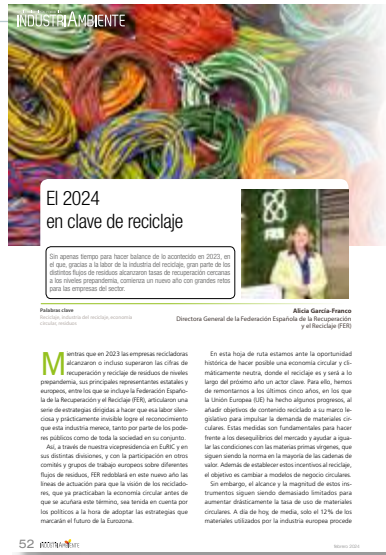 INDUSTRIAMBIENTE
FER
El 2024
en clave de reciclaje
Sin apenas tiempo para hacer balance de lo acontecido en 2023, en
el que, gracias a la labor de la industria del reciclaje, gran parte de los
distintos flujos de residuos alcanzaron tasas de recuperación cercanas
a los niveles prepandemia, comienza un nuevo año con grandes retos
para las empresas del sector.
Palabras clave
Reciclaje, industria del reciclaje, economía
circular, residuos
Alicia García-Franco
Directora General de la Federación Española de la Recuperación
y el Reciclaje (FER)
Mientras que en 2023 las empresas recicladoras
alcanzaron o incluso superaron las cifras de
recuperación y reciclaje de residuos de niveles
prepandemia, sus principales representantes estatales y
europeos, entre los que se incluye la Federación Españo-
la de la Recuperación y el Reciclaje (FER), articularon una
serie de estrategias dirigidas a hacer que esa labor silen-
ciosa y prácticamente invisible logre el reconocimiento
que esta industria merece, tanto por parte de los pode-
res públicos como de toda la sociedad en su conjunto.
Así, a través de nuestra vicepresidencia en EuRIC y en
sus distintas divisiones, y con la participación en otros
comités y grupos de trabajo europeos sobre diferentes
flujos de residuos, FER redoblará en este nuevo año las
líneas de actuación para que la visión de los reciclado-
res, que ya practicaban la economía circular antes de
que se acuñara este término, sea tenida en cuenta por
los políticos a la hora de adoptar las estrategias que
marcarán el futuro de la Eurozona.
En esta hoja de ruta estamos ante la oportunidad
histórica de hacer posible una economía circular y cli-
máticamente neutra, donde el reciclaje es y será a lo
largo del próximo año un actor clave. Para ello, hemos
de remontarnos a los últimos cinco años, en los que
la Unión Europea (UE) ha hecho algunos progresos, al
añadir objetivos de contenido reciclado a su marco le-
gislativo para impulsar la demanda de materiales cir-
culares. Estas medidas son fundamentales para hacer
frente a los desequilibrios del mercado y ayudar a igua-
lar las condiciones con las materias primas vírgenes, que
siguen siendo la norma en la mayoría de las cadenas de
valor. Además de establecer estos incentivos al reciclaje,
el objetivo es cambiar a modelos de negocio circulares.
Sin embargo, el alcance y la magnitud de estos ins-
trumentos siguen siendo demasiado limitados para
aumentar drásticamente la tasa de uso de materiales
circulares. A día de hoy, de media, solo el 12% de los
materiales utilizados por la industria europea procede
52 INDUSTRIAMBIENTE
febrero 2024